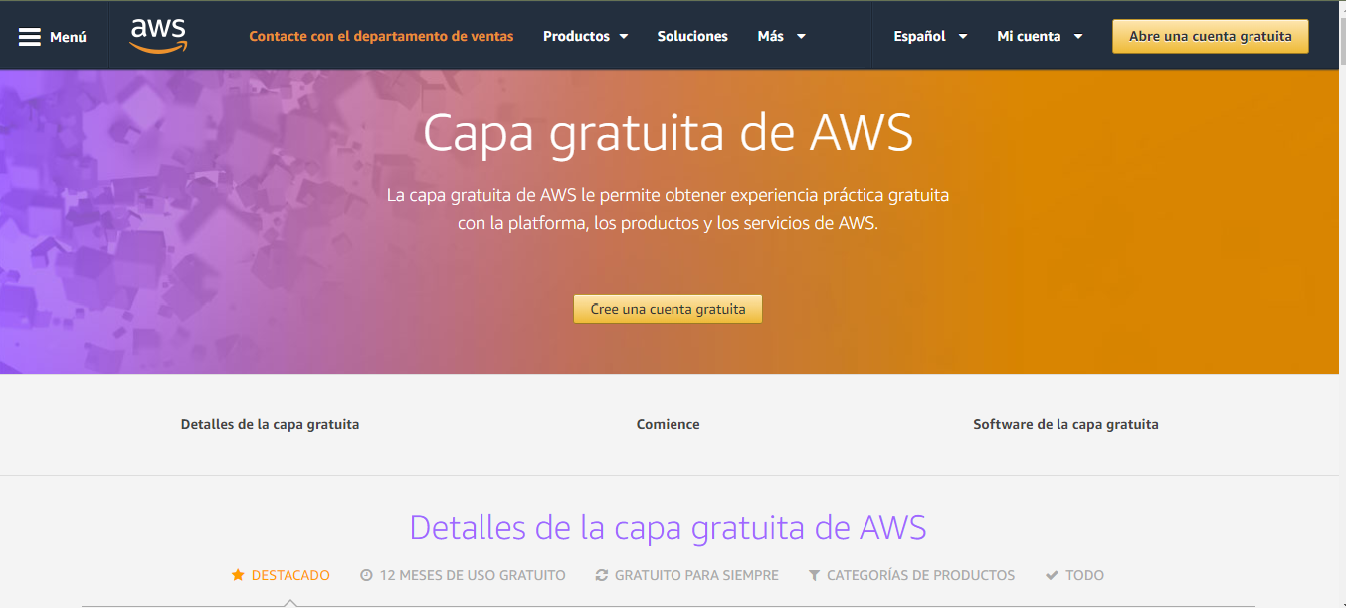 Menú
aws
Contacte con el departamento de ventas
Productos
Soluciones
Más
Español
Mi cuenta
Abre una cuenta gratuita
Capa gratuita de AWS
La capa gratuita de AWS le permite obtener experiencia práctica gratuita
con la platforma, los productos y los servicios de AWS.
Cree una cuenta gratuita
Detalles de la capa gratuita
Comience
Software de la capa gratuita
Detalles de la capa gratuita de AWS
DESTACADO
12 MESES DE USO GRATUITO
GRATUITO PARA SIEMPRE
CATEGORÍAS DE PRODUCTOS
TODO